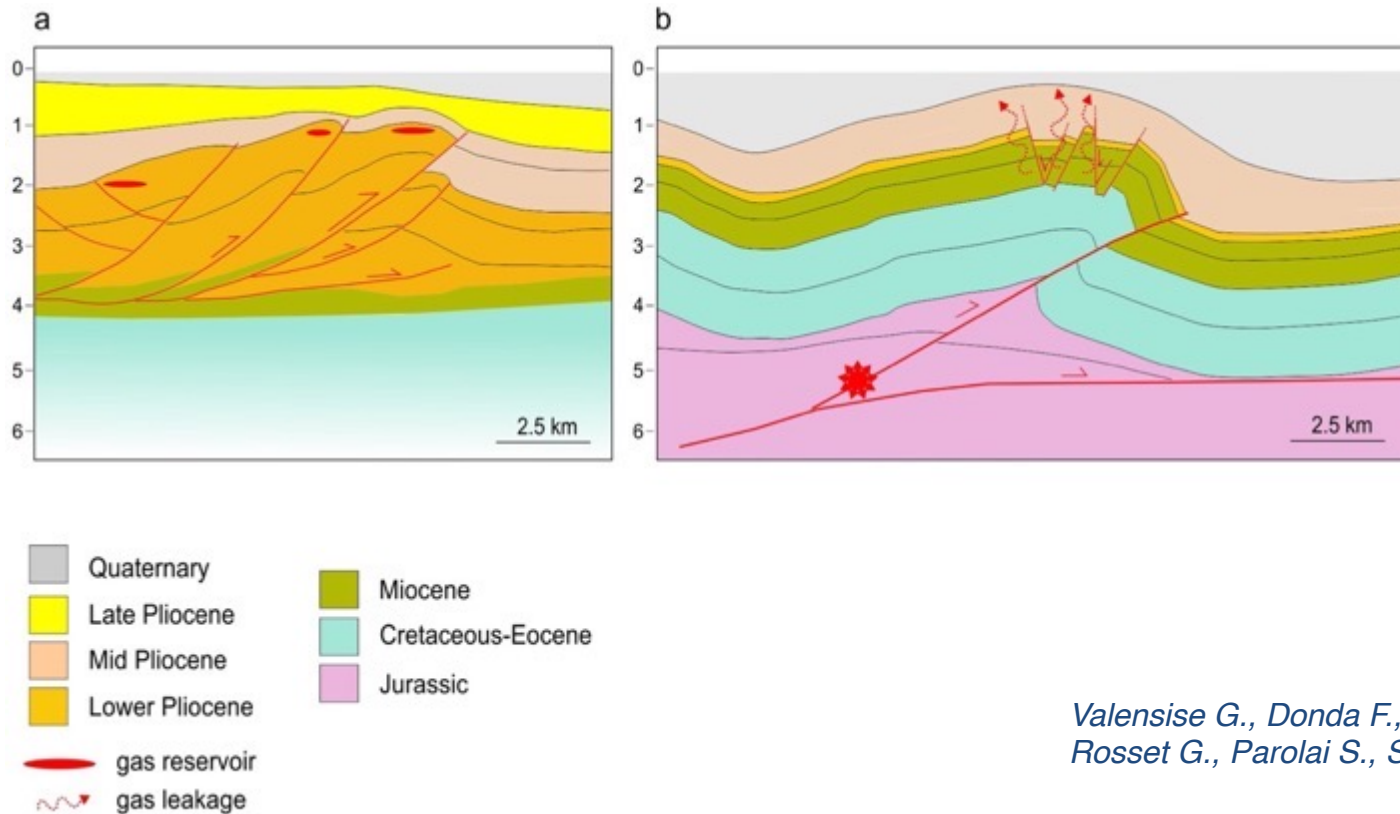 a
0
1
2
3
4
5
6
2.5 km
b
0
1
2
3
4
5
6
2.5 km
Quaternary
Late Pliocene
Mid Pliocene
Lower Pliocene
gas reservoir
gas leakage
Miocene
Cretaceous-Eocene
Jurassic
Valensise G., Donda F.,
Rosset G., Parolai S., S